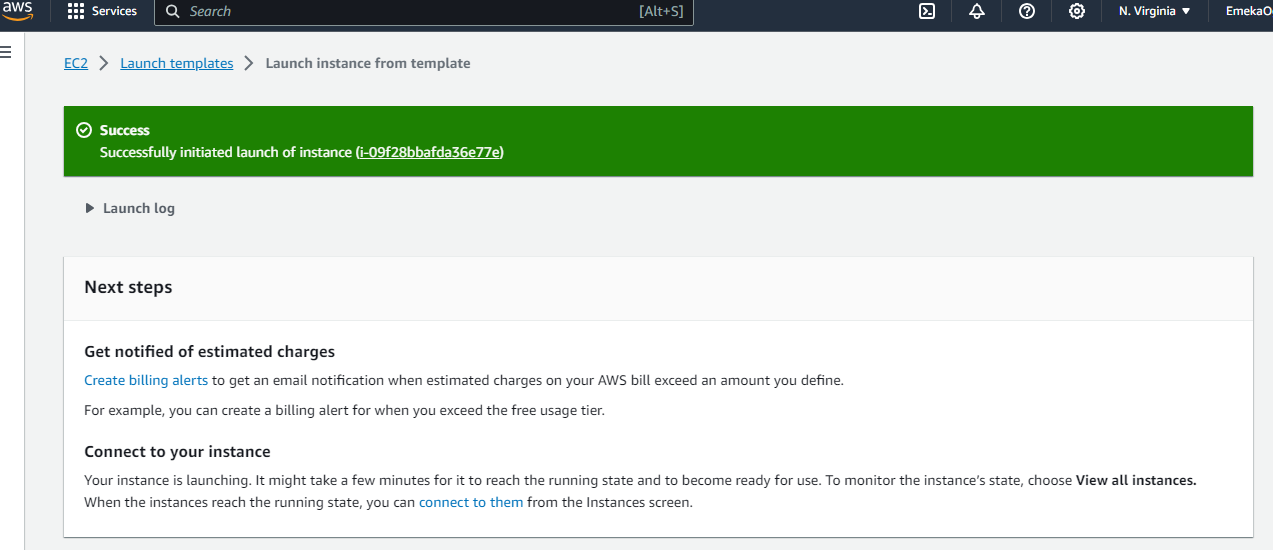 aws
Services
Search
[Alt+S]
N. Virginia
EmekaO
EC2 > Launch templates > Launch instance from template
Success
Successfully initiated launch of instance (i-09f28bbafda36e77e)
Launch log
Next steps
Get notified of estimated charges
Create billing alerts to get an email notification when estimated charges on your AWS bill exceed an amount you define.
For example, you can create a billing alert for when you exceed the free usage tier.
Connect to your instance
Your instance is launching. It might take a few minutes for it to reach the running state and to become ready for use. To monitor the instance's state, choose View all instances.
When the instances reach the running state, you can connect to them from the Instances screen.